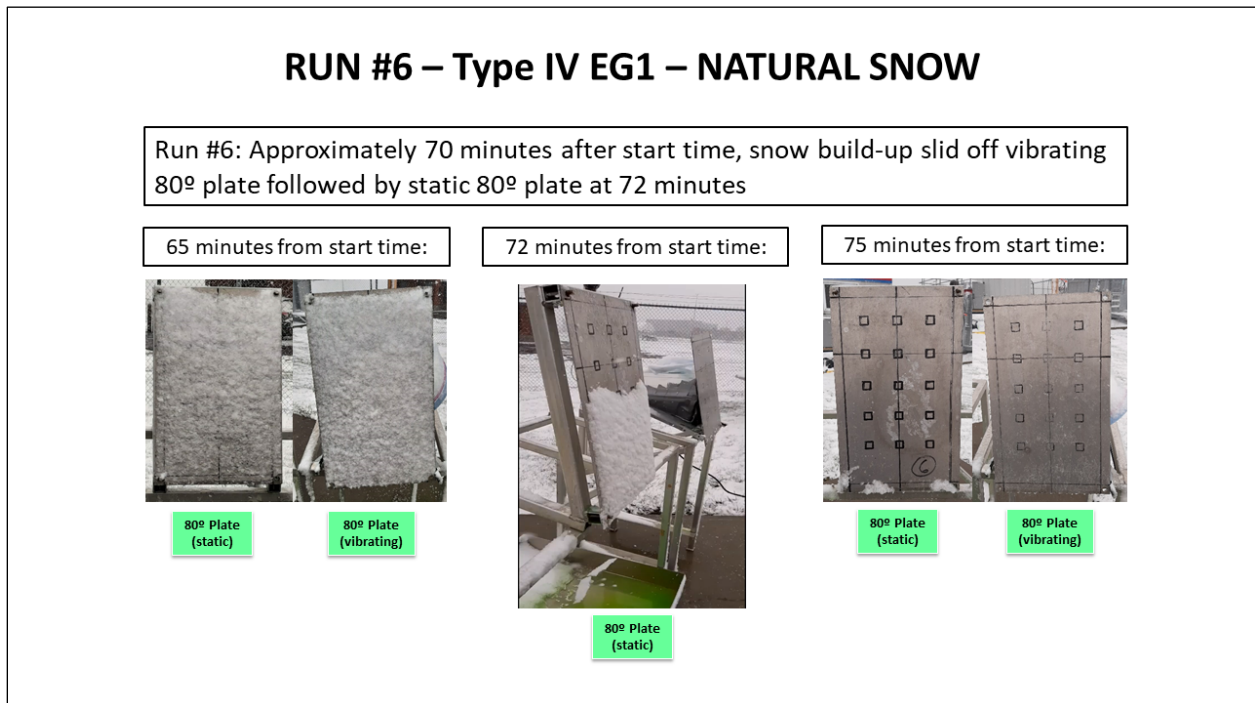 RUN #6 – Type IV EG1 – NATURAL SNOW
Run #6: Approximately 70 minutes after start time, snow build-up slid off vibrating
80º plate followed by static 80º plate at 72 minutes
65 minutes from start time:
72 minutes from start time:
75 minutes from start time:
6
80º Plate
(static)
80º Plate
(vibrating)
80º Plate
(static)
80º Plate
(static)
80º Plate
(vibrating)